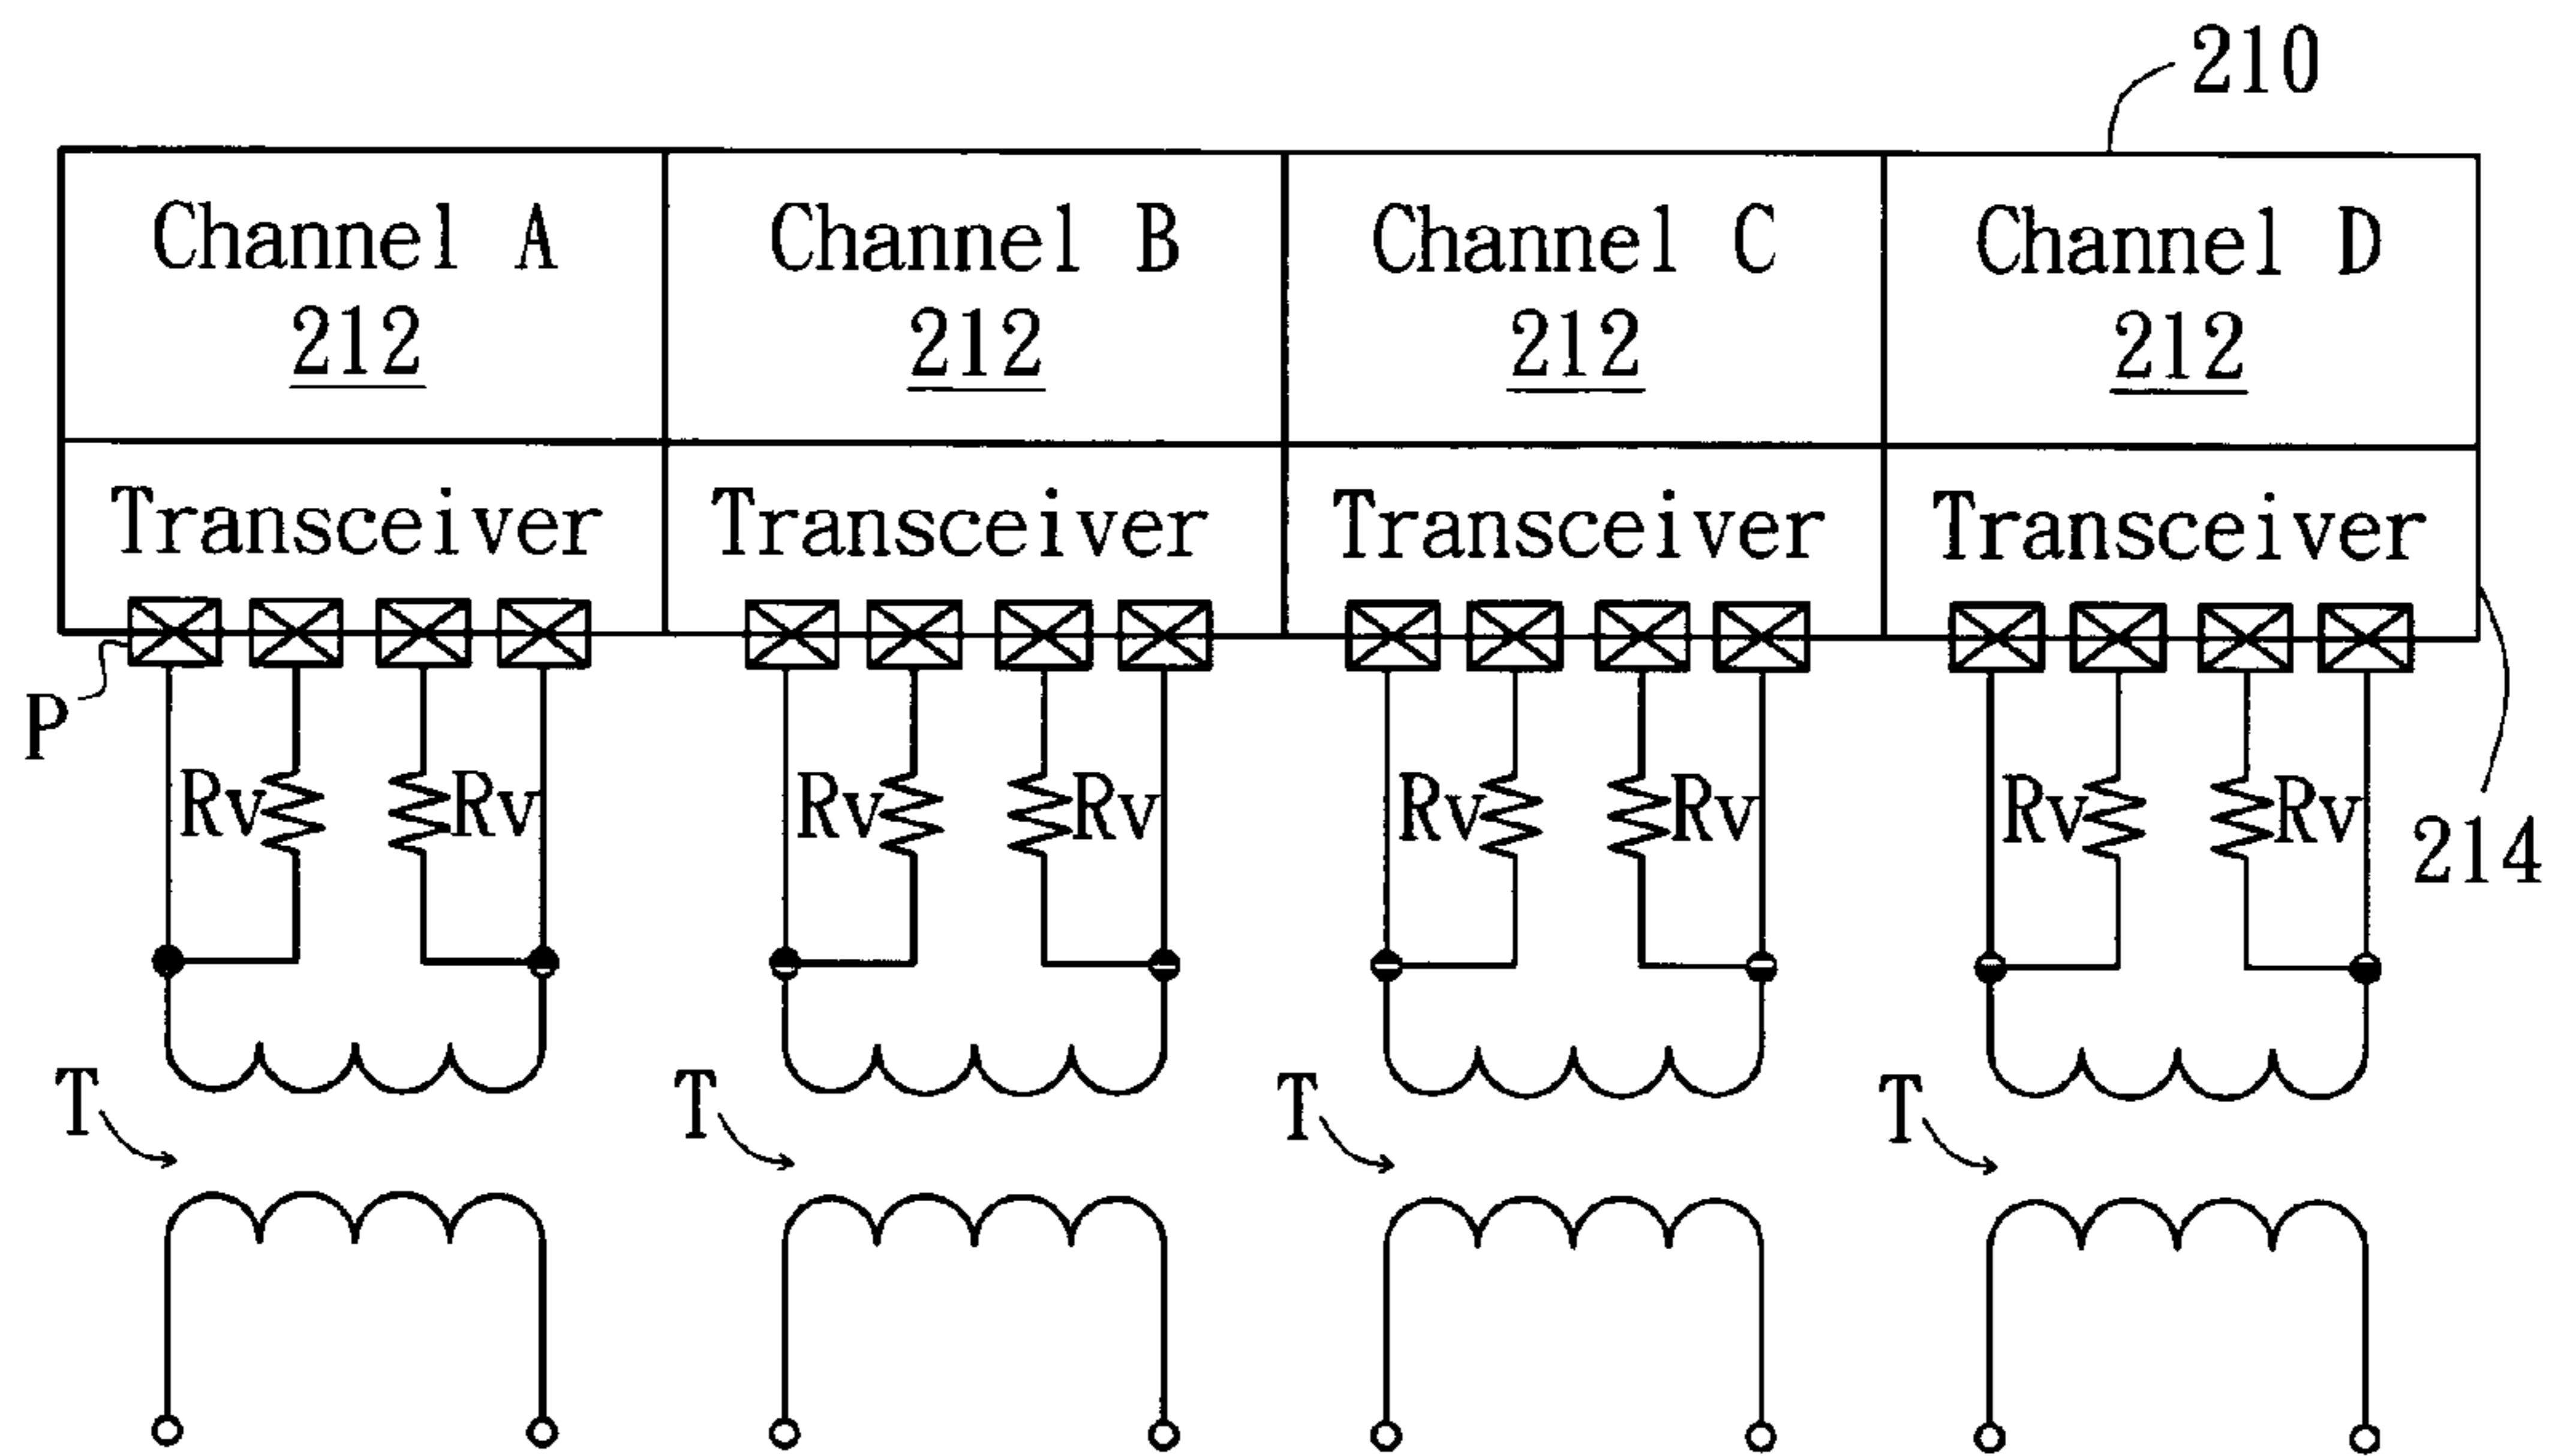 210
Channel A
Channel B
Channel C
Channel D
212
212
212
212
Transceiver
Transceiver
Transceiver
Transceiver
P
Rv
Rv
Rv
Rv
Rv
Rv
Rv
Rv
214
T
T
T
T